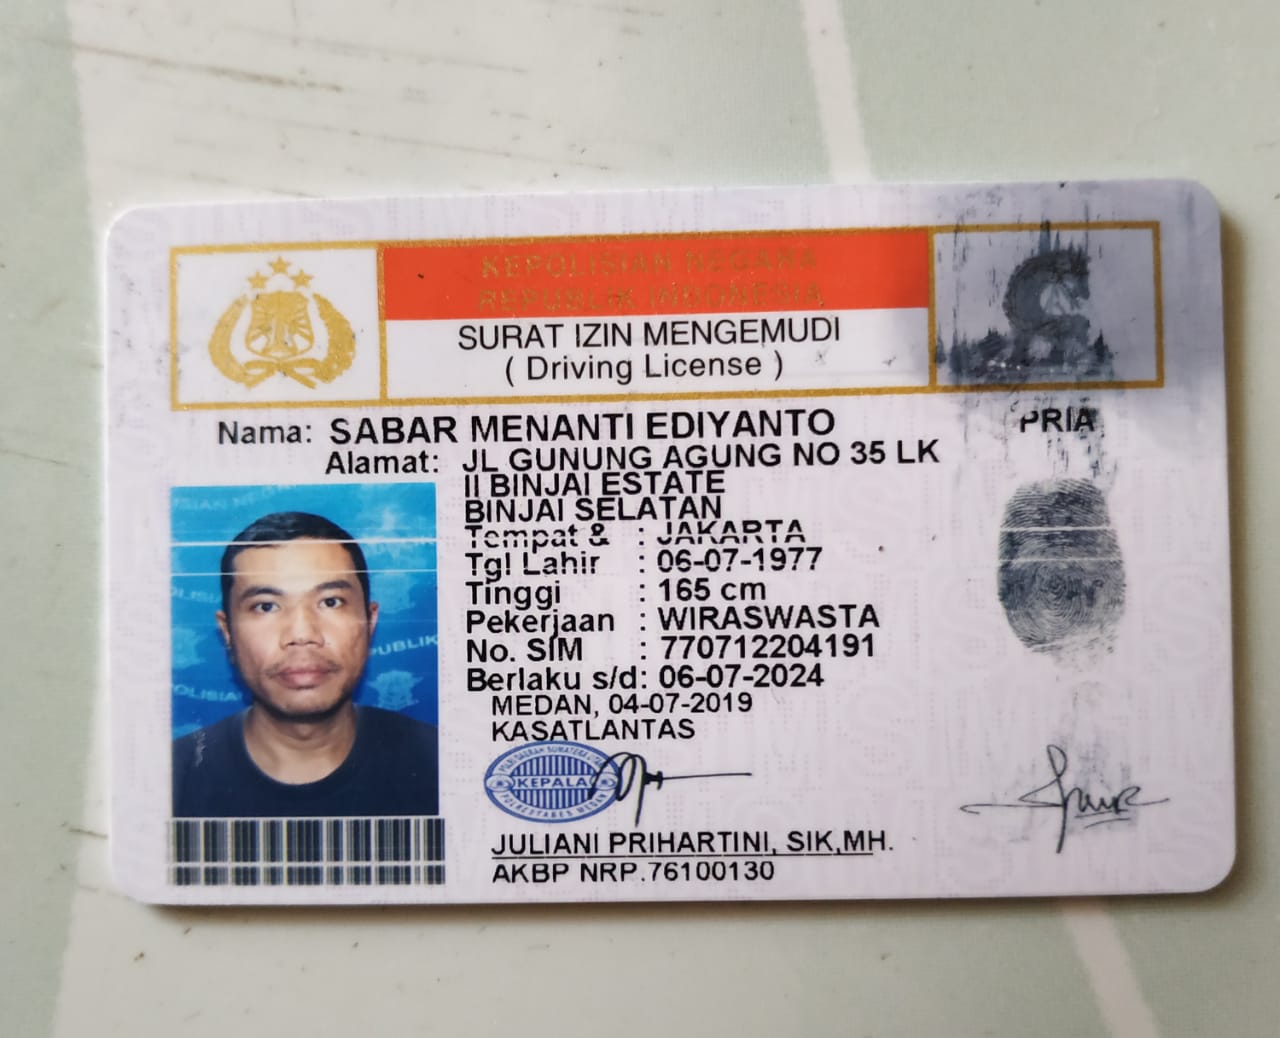 KEPOLISIAN NEGARA
REPUBLIK INDONESIA
SURAT IZIN MENGEMUDI
( Driving License )
Nama: SABAR MENANTI EDIYANTO
PRIA
Alamat: JL GUNUNG AGUNG NO 35 LK
II BINJAI ESTATE
BINJAI SELATAN
Tempat & : JAKARTA
Tgl Lahir : 06-07-1977
Tinggi : 165 cm
Pekerjaan : WIRASWASTA
No. SIM : 770712204191
Berlaku s/d: 06-07-2024
MEDAN, 04-07-2019
KASATLANTAS
KEPALA
JULIANI PRIHARTINI, SIK,MH.
AKBP NRP.76100130